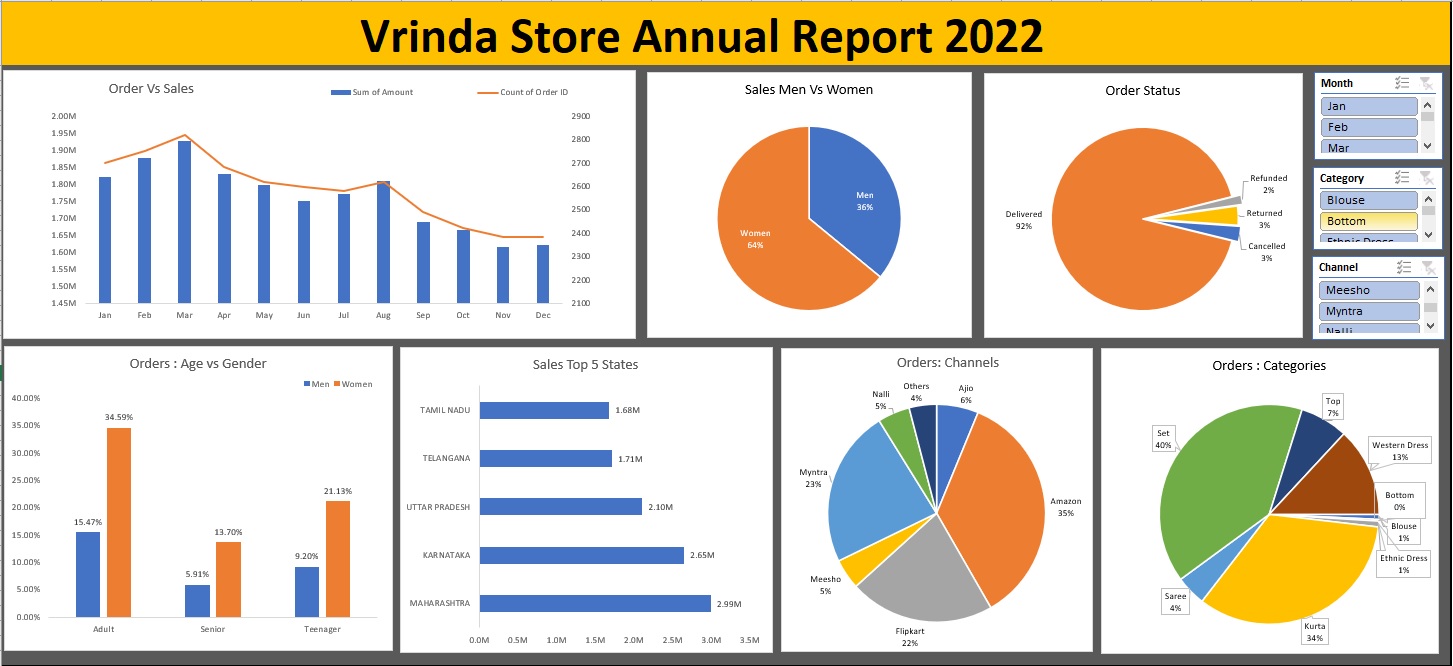 Vrinda Store Annual Report 2022
Order Vs Sales
Sum of Amount
Count of Order ID
2.00M
1.95M
1.90M
1.85M
1.80M
1.75M
1.70M
1.65M
1.60M
1.55M
1.50M
1.45M
2900
2800
2700
2600
2500
2400
2300
2200
2100
Jan Feb Mar Apr May Jun Jul Aug Sep Oct Nov Dec
Sales Men Vs Women
Men
36%
Women
64%
Order Status
Refunded
2%
Returned
3%
Cancelled
3%
Delivered
92%
Month
Jan
Feb
Mar
Category
Blouse
Bottom
Ethnic Dress
Channel
Meesho
Myntra
Nalli
Orders : Age vs Gender
Men Women
40.00%
35.00%
30.00%
25.00%
20.00%
15.00%
10.00%
5.00%
0.00%
15.47%
34.59%
5.91%
13.70%
9.20%
21.13%
Adult Senior Teenager
Sales Top 5 States
TAMIL NADU 1.68M
TELANGANA 1.71M
UTTAR PRADESH 2.10M
KARNATAKA 2.65M
MAHARASHTRA 2.99M
0.0M 0.5M 1.0M 1.5M 2.0M 2.5M 3.0M 3.5M
Orders: Channels
Others
4%
Ajio
6%
Nalli
5%
Myntra
23%
Amazon
35%
Meesho
5%
Flipkart
22%
Orders : Categories
Top
7%
Set
40%
Western Dress
13%
Bottom
0%
Blouse
1%
Ethnic Dress
1%
Saree
4%
Kurta
34%